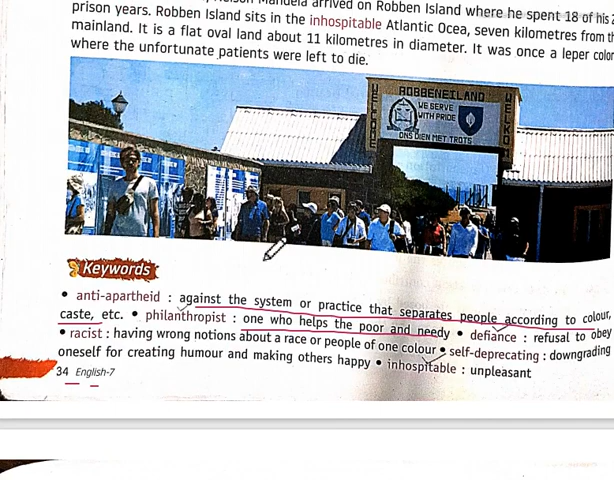 Mandela arrived on Robben Island where he spent 18 of his
prison years. Robben Island sits in the inhospitable Atlantic Ocea, seven kilometres from
mainland. It is a flat oval land about 11 kilometres in diameter. It was once a leper
where the unfortunate patients were left to die.
ROBBENEILAND
WE SERVE
WITH PRIDE
ONS DIEN MET TROTS
Keywords
• anti-apartheid : against the system or practice that separates people according to colour,
caste, etc. • philanthropist : one who helps the poor and needy • defiance : refusal to obey
• racist : having wrong notions about a race or people of one colour • self-deprecating : downgrading
oneself for creating humour and making others happy • inhospitable : unpleasant
34 English-7